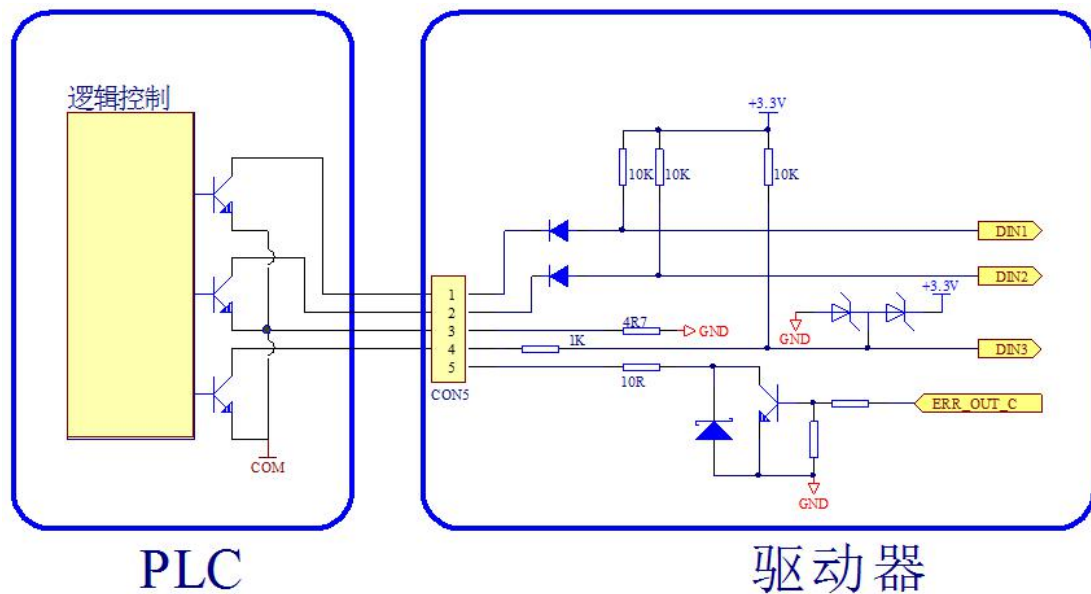 逻辑控制
+3.3V
10K
10K
10K
DIN1
DIN2
+3.3V
1
2
3
4
5
4R7
GND
GND
1K
DIN3
CON5
10R
ERR_OUT_C
COM
GND
PLC
驱动器